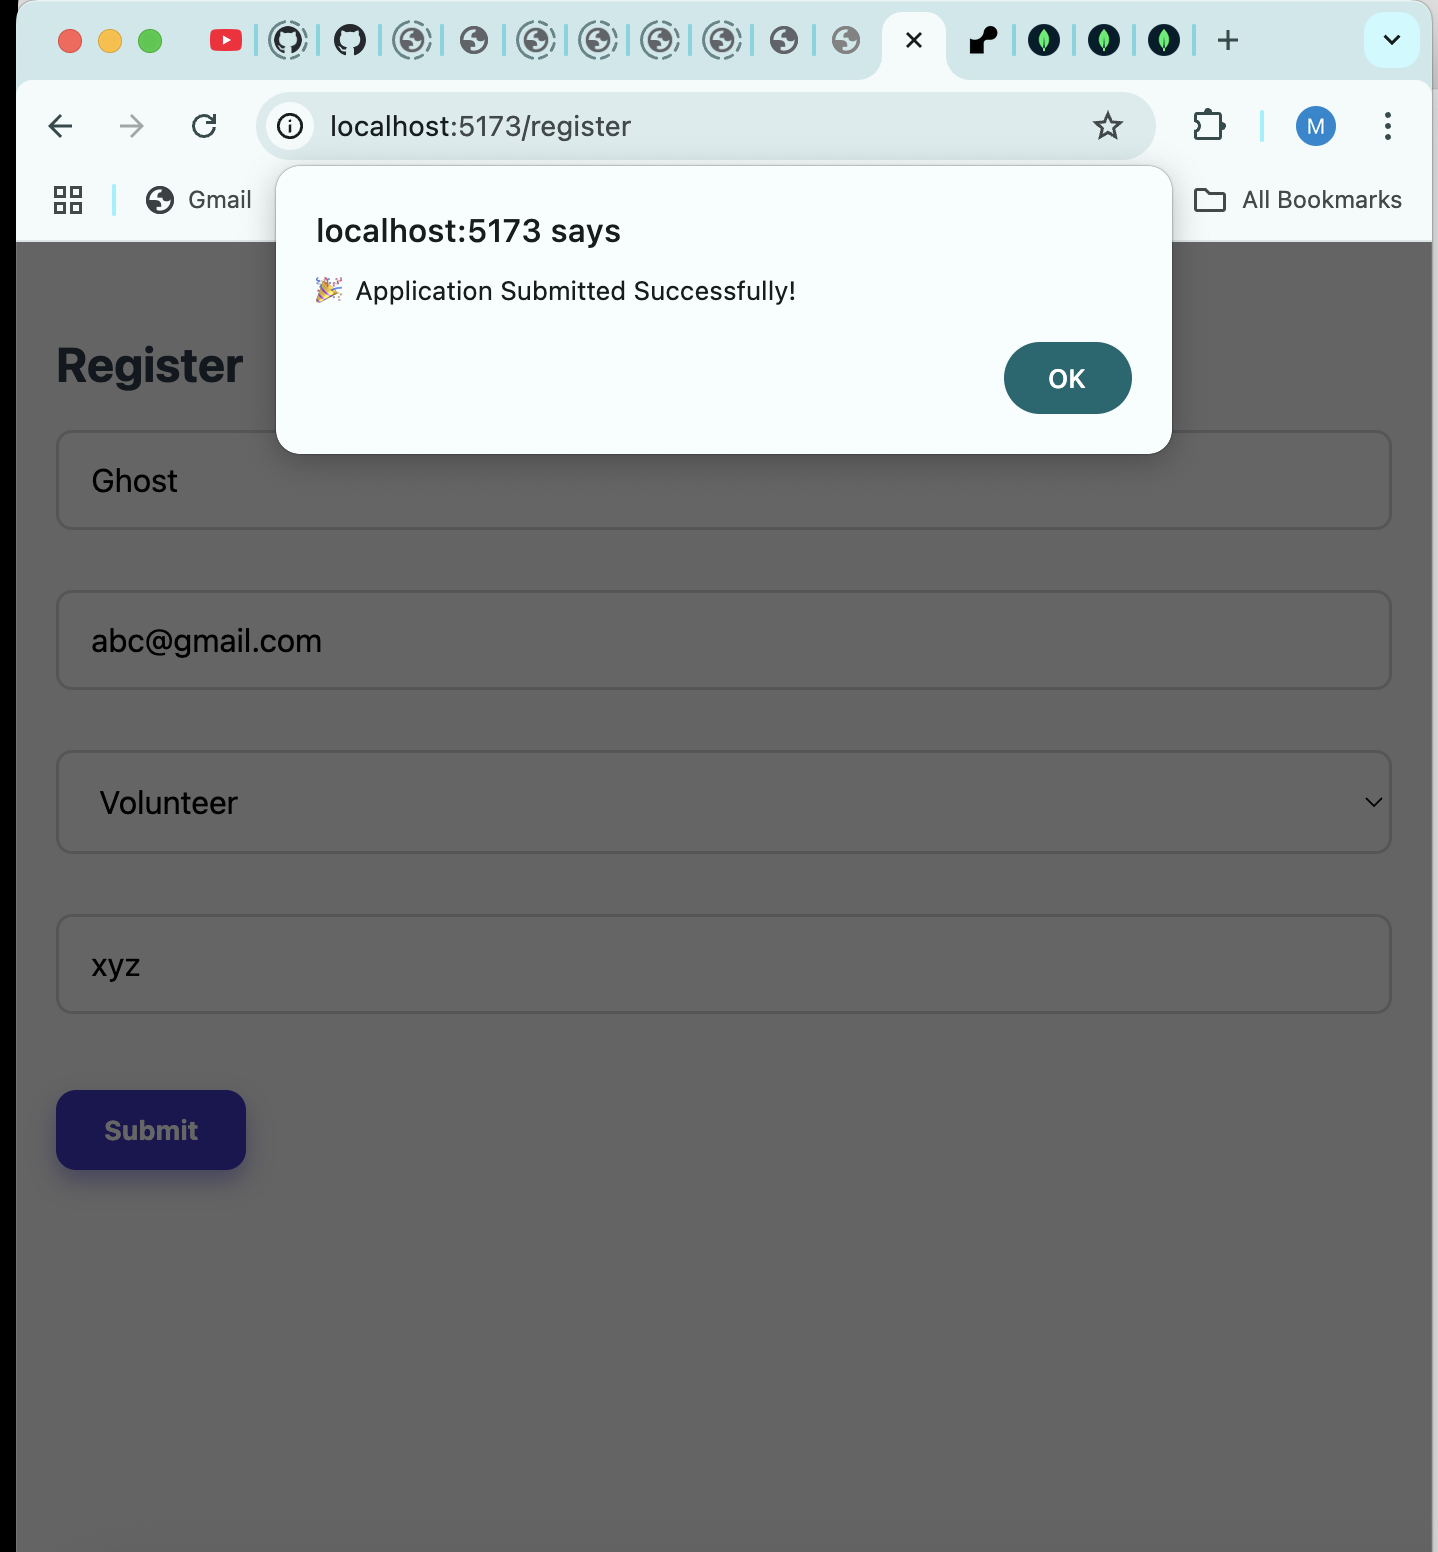 localhost:5173/register
M
Gmail
All Bookmarks
localhost:5173 says
🎉 Application Submitted Successfully!
OK
Register
Ghost
abc@gmail.com
Volunteer
xyz
Submit